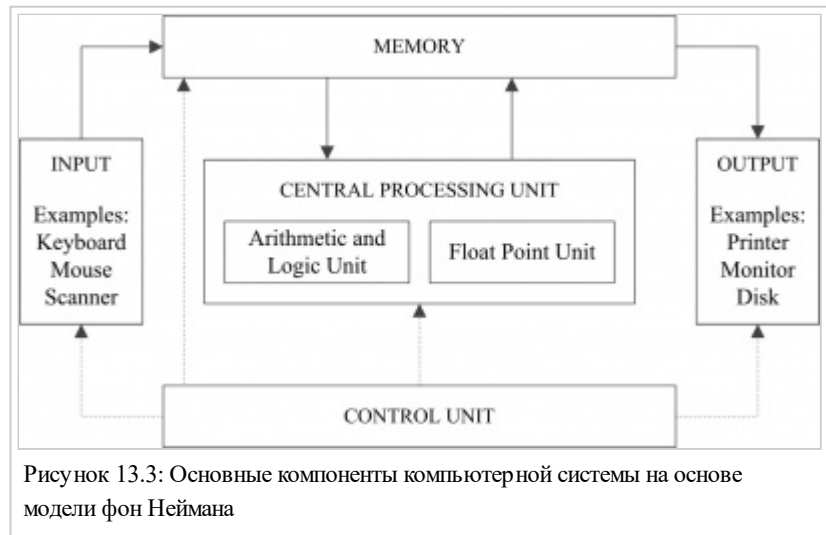 MEMORY
INPUT
Examples:
Keyboard
Mouse
Scanner
CENTRAL PROCESSING UNIT
Arithmetic and
Logic Unit
Float Point Unit
OUTPUT
Examples:
Printer
Monitor
Disk
CONTROL UNIT
Рисунок 13.3: Основные компоненты компьютерной системы на основе
модели фон Неймана